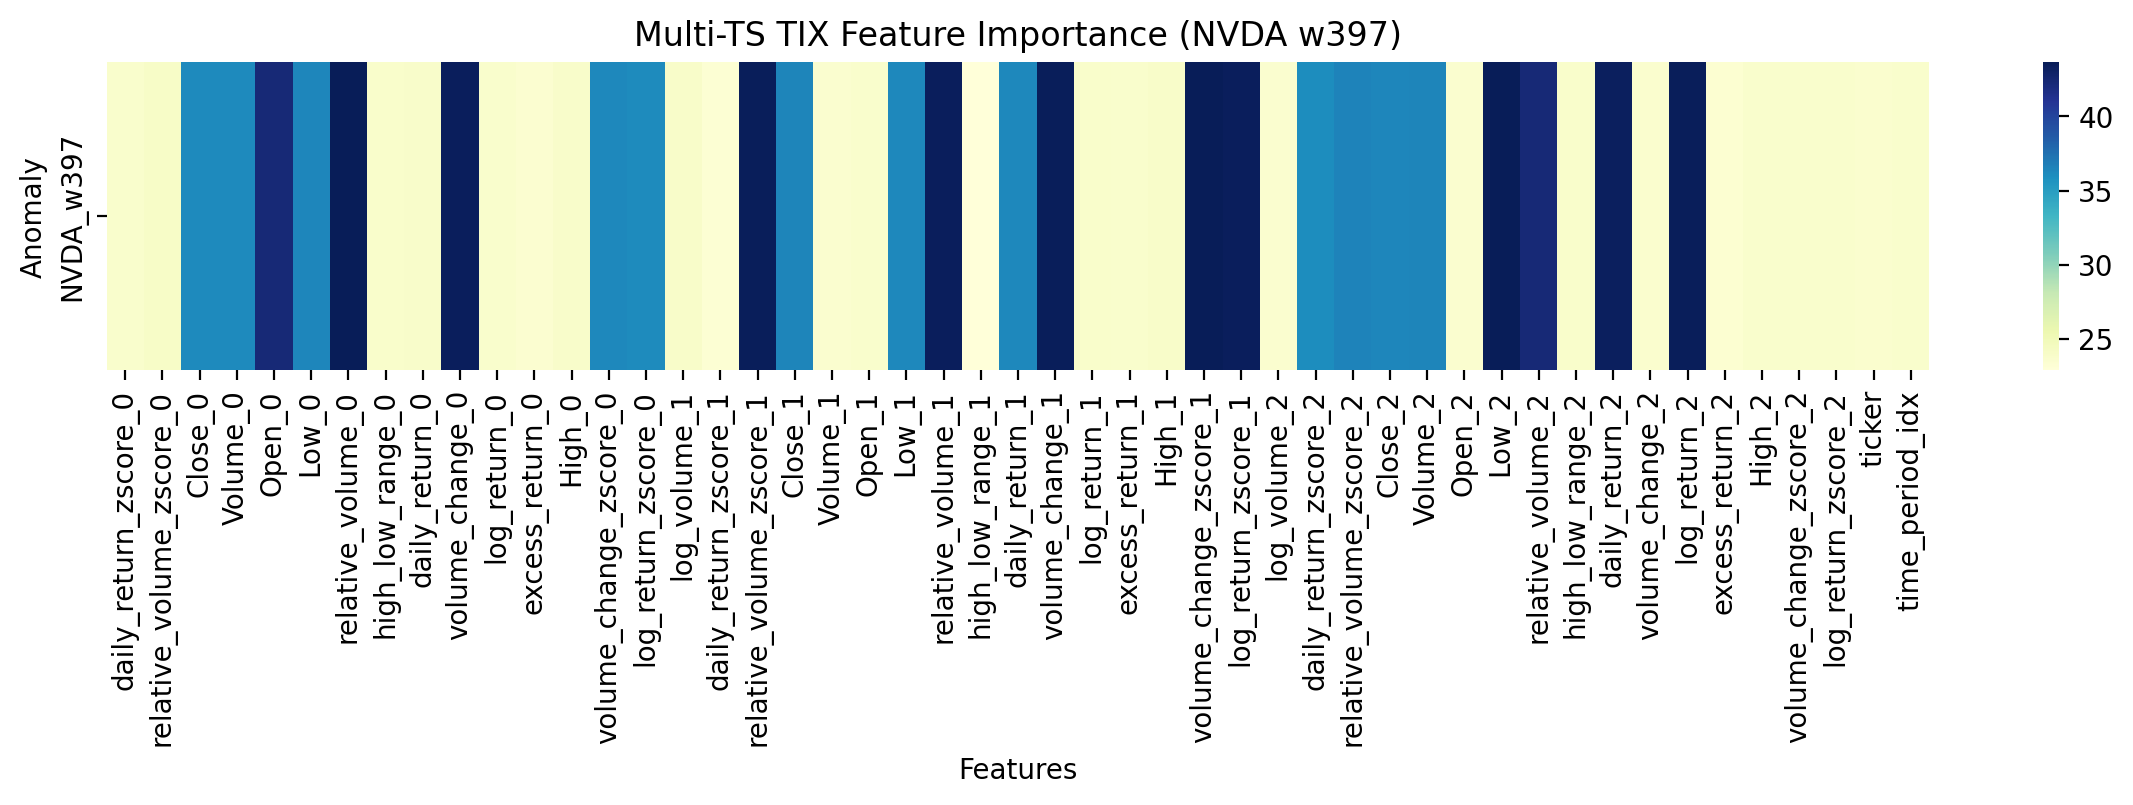 Multi-TS TIX Feature Importance (NVDA w397)
Anomaly
NVDA_w397
40
35
30
25
daily_return_zscore_0
relative_volume_zscore_0
Close_0
Volume_0
Open_0
Low_0
relative_volume_0
high_low_range_0
daily_return_0
volume_change_0
log_return_0
excess_return_0
High_0
volume_change_zscore_0
log_return_zscore_0
log_volume_1
daily_return_zscore_1
relative_volume_zscore_1
Close_1
Volume_1
Open_1
Low_1
relative_volume_1
high_low_range_1
daily_return_1
volume_change_1
log_return_1
excess_return_1
High_1
volume_change_zscore_1
log_return_zscore_1
log_volume_2
daily_return_zscore_2
relative_volume_zscore_2
Close_2
Volume_2
Open_2
Low_2
relative_volume_2
high_low_range_2
daily_return_2
volume_change_2
log_return_2
excess_return_2
High_2
volume_change_zscore_2
log_return_zscore_2
ticker
time_period_idx
Features